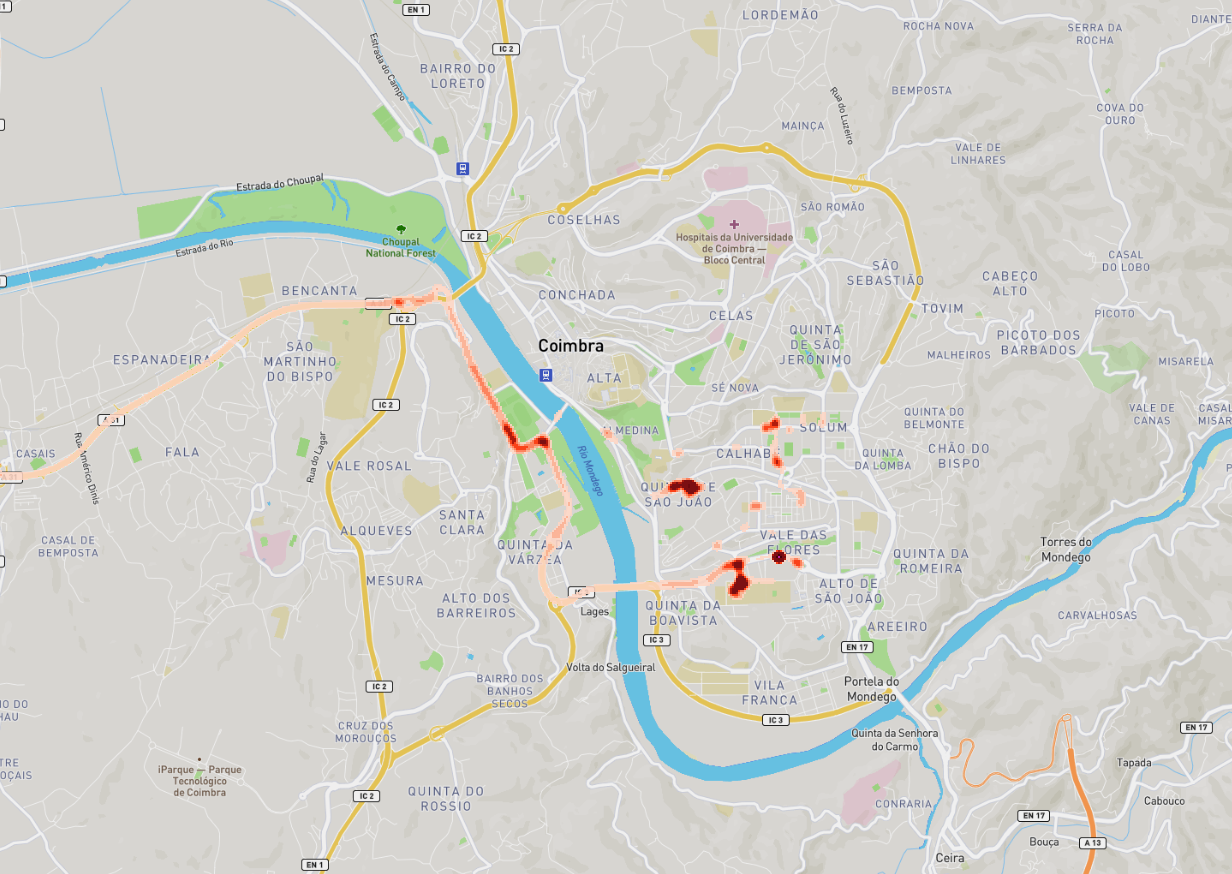 EN 1
LORDEMÃO
ROCHA NOVA
SERRA DA
ROCHA
DIANTE
IC 2
Estrada do Campo
BAIRRO DO
LORETO
BEMPOSTA
COVA DO
OURO
Rua do Luzeiro
MAINÇA
VALE DE
LINHARES
Estrada do Choupal
SÃO ROMÃO
COSELHAS
IC 2
Hospitais da Universidade
de Coimbra —
Bloco Central
Choupal
National Forest
Estrada do Rio
SÃO
SEBASTIÃO
CABEÇO
ALTO
CASAL
DO LOBO
BENCANTA
CONCHADA
CELAS
TOVIM
PICOTO
IC 2
QUINTA
DE SÃO
JERÓNIMO
PICOTO DOS
BARBADOS
ESPANADEIRA
SÃO
MARTINHO
DO BISPO
Coimbra
MALHEIROS
MISARELA
ALTA
SÉ NOVA
IC 2
A 31
VALE DE
CANAS
CASAL
MISAR
QUINTA DO
BELMONTE
ALMEDINA
SOLUM
Rua do Lagar
Rua Américo Dinis
CASAIS
FALA
VALE ROSAL
Rio Mondego
CALHABÉ
QUINTA
DA LOMBA
CHÃO DO
BISPO
A 31
SÃO JOÃO
SANTA
CLARA
ALQUEVES
CASAL DE
BEMPOSTA
QUINTA DA
VÁRZEA
VALE DAS
FLORES
QUINTA DA
ROMEIRA
Torres do
Mondego
MESURA
ALTO DOS
BARREIROS
Lages
QUINTA DA
BOAVISTA
ALTO DE
SÃO JOÃO
CARVALHOSAS
AREEIRO
IC 3
EN 17
Volta do Salgueiral
IC 2
BAIRRO DOS
BANHOS
SECOS
VILA
FRANCA
Portela do
Mondego
IC 3
CRUZ DOS
MOROUÇOS
Quinta da Senhora
do Carmo
EN 17
iParque — Parque
Tecnológico
de Coimbra
Tapada
IC 2
QUINTA DO
ROSSIO
CONRARIA
Cabouco
EN 17
Bouça
A 13
EN 1
Ceira